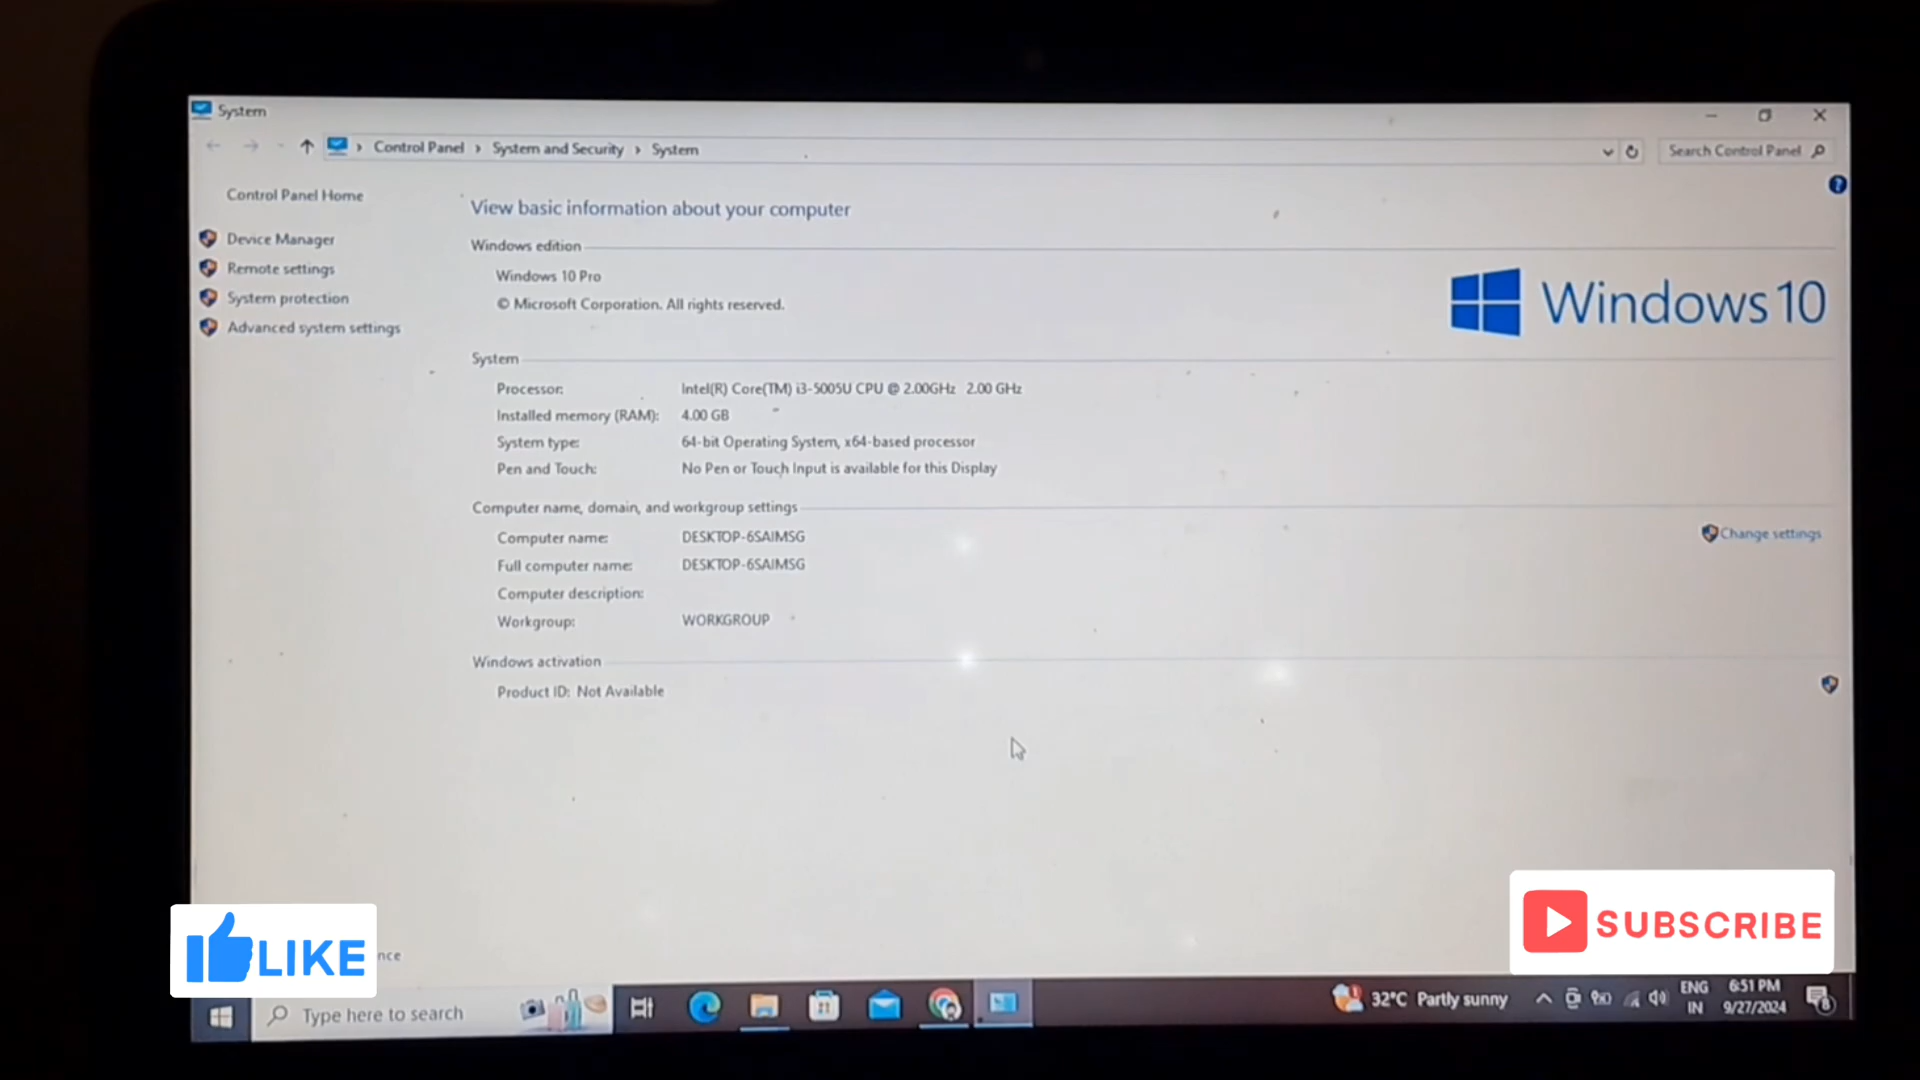 System
Control Panel › System and Security › System
Search Control Panel
Control Panel Home
Device Manager
Remote settings
System protection
Advanced system settings
View basic information about your computer
Windows edition
Windows 10 Pro
© Microsoft Corporation. All rights reserved.
Windows 10
System
Processor: Intel(R) Core(TM) i3-5005U CPU @ 2.00GHz 2.00 GHz
Installed memory (RAM): 4.00 GB
System type: 64-bit Operating System, x64-based processor
Pen and Touch: No Pen or Touch Input is available for this Display
Computer name, domain, and workgroup settings
Computer name: DESKTOP-6SAIMSG
Change settings
Full computer name: DESKTOP-6SAIMSG
Computer description:
Workgroup: WORKGROUP
Windows activation
Product ID: Not Available
LIKE
nce
SUBSCRIBE
Type here to search
32°C Partly sunny
ENG
IN
6:51 PM
9/27/2024
8